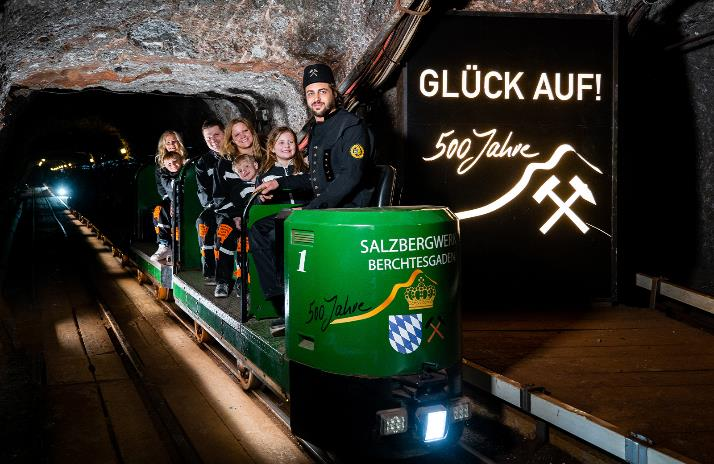 GLÜCK AUF!
500 Jahre
SALZBERGWERK
BERCHTESGADEN
1
500 Jahre